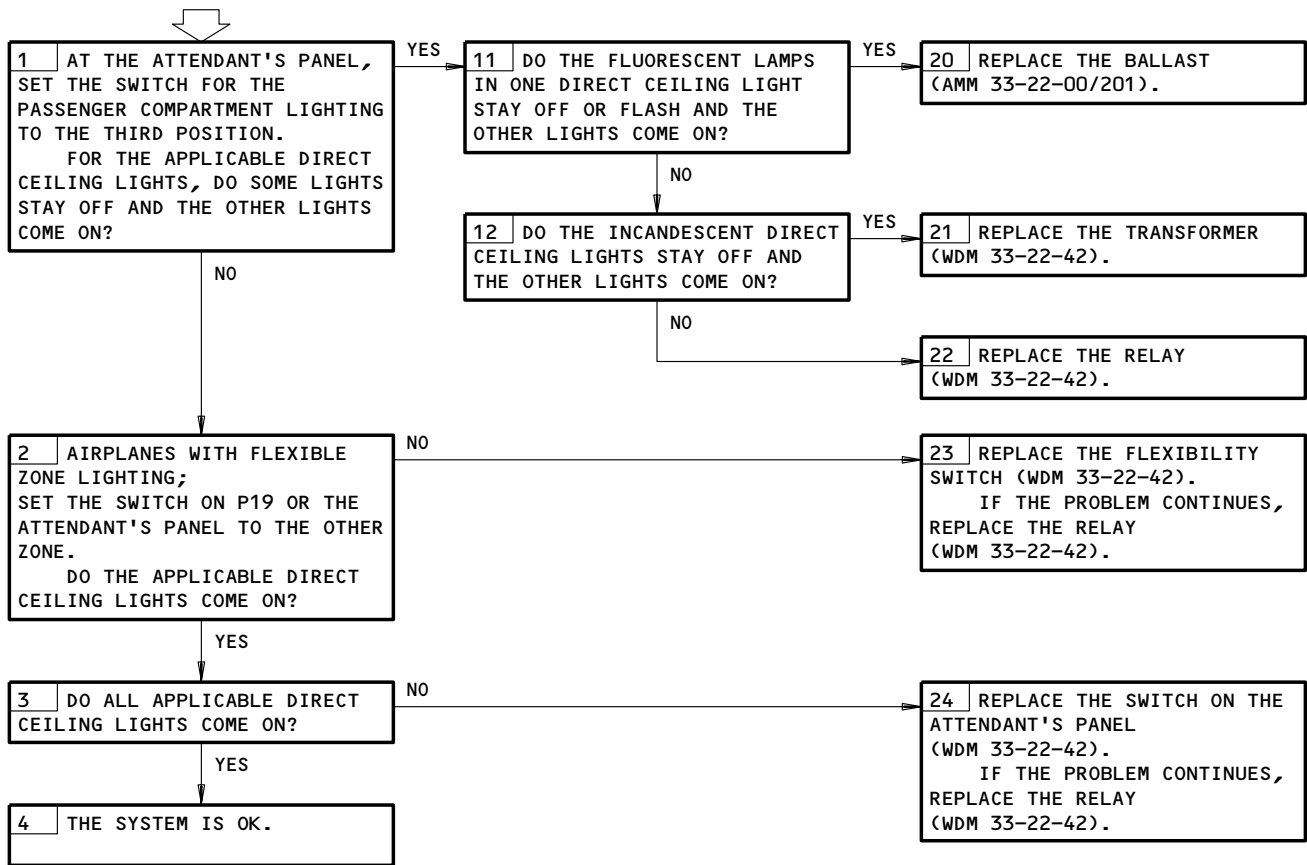 1 AT THE ATTENDANT'S PANEL,
SET THE SWITCH FOR THE
PASSENGER COMPARTMENT LIGHTING
TO THE THIRD POSITION.
FOR THE APPLICABLE DIRECT
CEILING LIGHTS, DO SOME LIGHTS
STAY OFF AND THE OTHER LIGHTS
COME ON?
YES
NO
11 DO THE FLUORESCENT LAMPS
IN ONE DIRECT CEILING LIGHT
STAY OFF OR FLASH AND THE
OTHER LIGHTS COME ON?
YES
NO
20 REPLACE THE BALLAST
(AMM 33-22-00/201).
12 DO THE INCANDESCENT DIRECT
CEILING LIGHTS STAY OFF AND
THE OTHER LIGHTS COME ON?
YES
NO
21 REPLACE THE TRANSFORMER
(WDM 33-22-42).
22 REPLACE THE RELAY
(WDM 33-22-42).
2 AIRPLANES WITH FLEXIBLE
ZONE LIGHTING;
SET THE SWITCH ON P19 OR THE
ATTENDANT'S PANEL TO THE OTHER
ZONE.
DO THE APPLICABLE DIRECT
CEILING LIGHTS COME ON?
NO
YES
23 REPLACE THE FLEXIBILITY
SWITCH (WDM 33-22-42).
IF THE PROBLEM CONTINUES,
REPLACE THE RELAY
(WDM 33-22-42).
3 DO ALL APPLICABLE DIRECT
CEILING LIGHTS COME ON?
NO
YES
24 REPLACE THE SWITCH ON THE
ATTENDANT'S PANEL
(WDM 33-22-42).
IF THE PROBLEM CONTINUES,
REPLACE THE RELAY
(WDM 33-22-42).
4 THE SYSTEM IS OK.